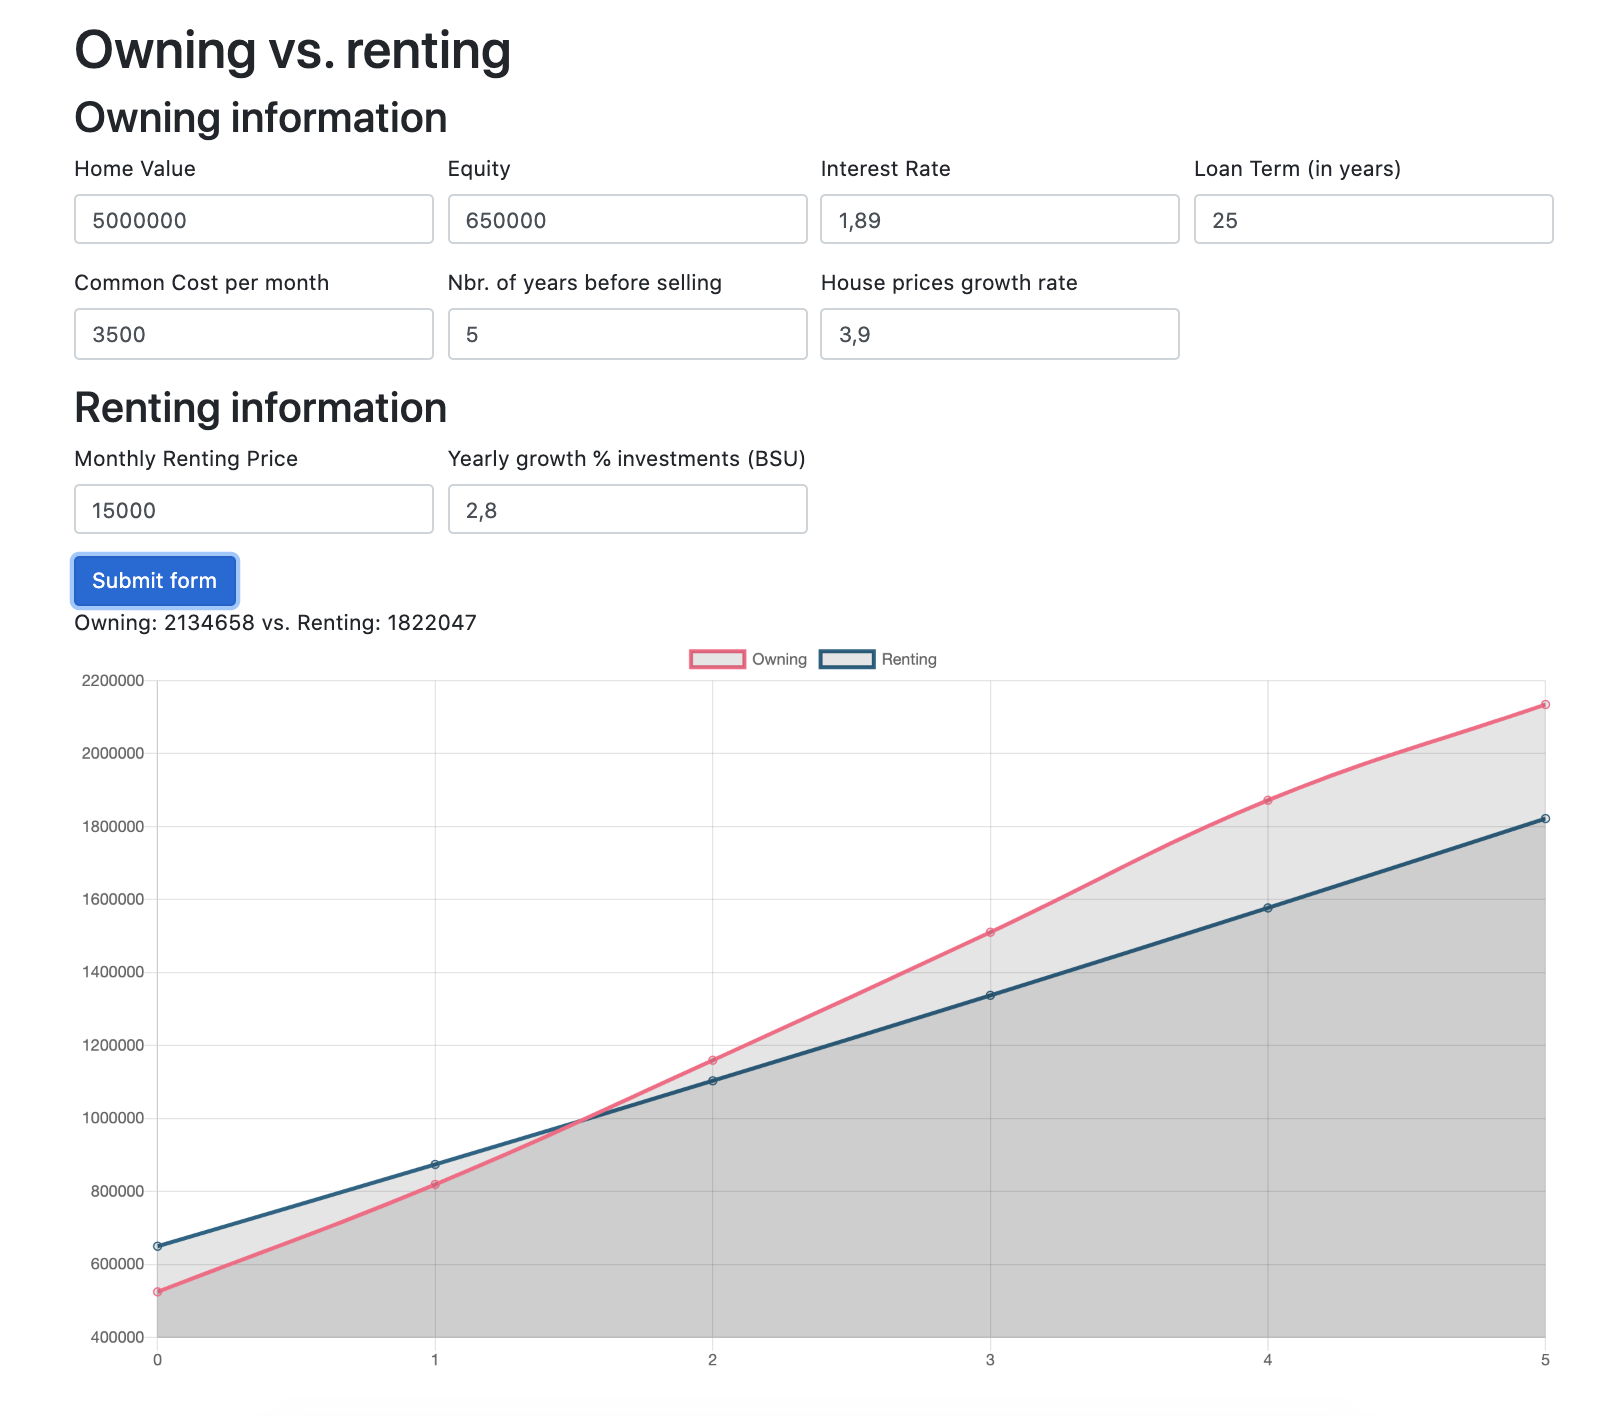 Owning vs. renting
Owning information
Home Value Equity Interest Rate Loan Term (in years)
5000000 650000 1,89 25
Common Cost per month Nbr. of years before selling House prices growth rate
3500 5 3,9
Renting information
Monthly Renting Price Yearly growth % investments (BSU)
15000 2,8
Submit form
Owning: 2134658 vs. Renting: 1822047
Owning Renting
2200000
2000000
1800000
1600000
1400000
1200000
1000000
800000
600000
400000
0 1 2 3 4 5